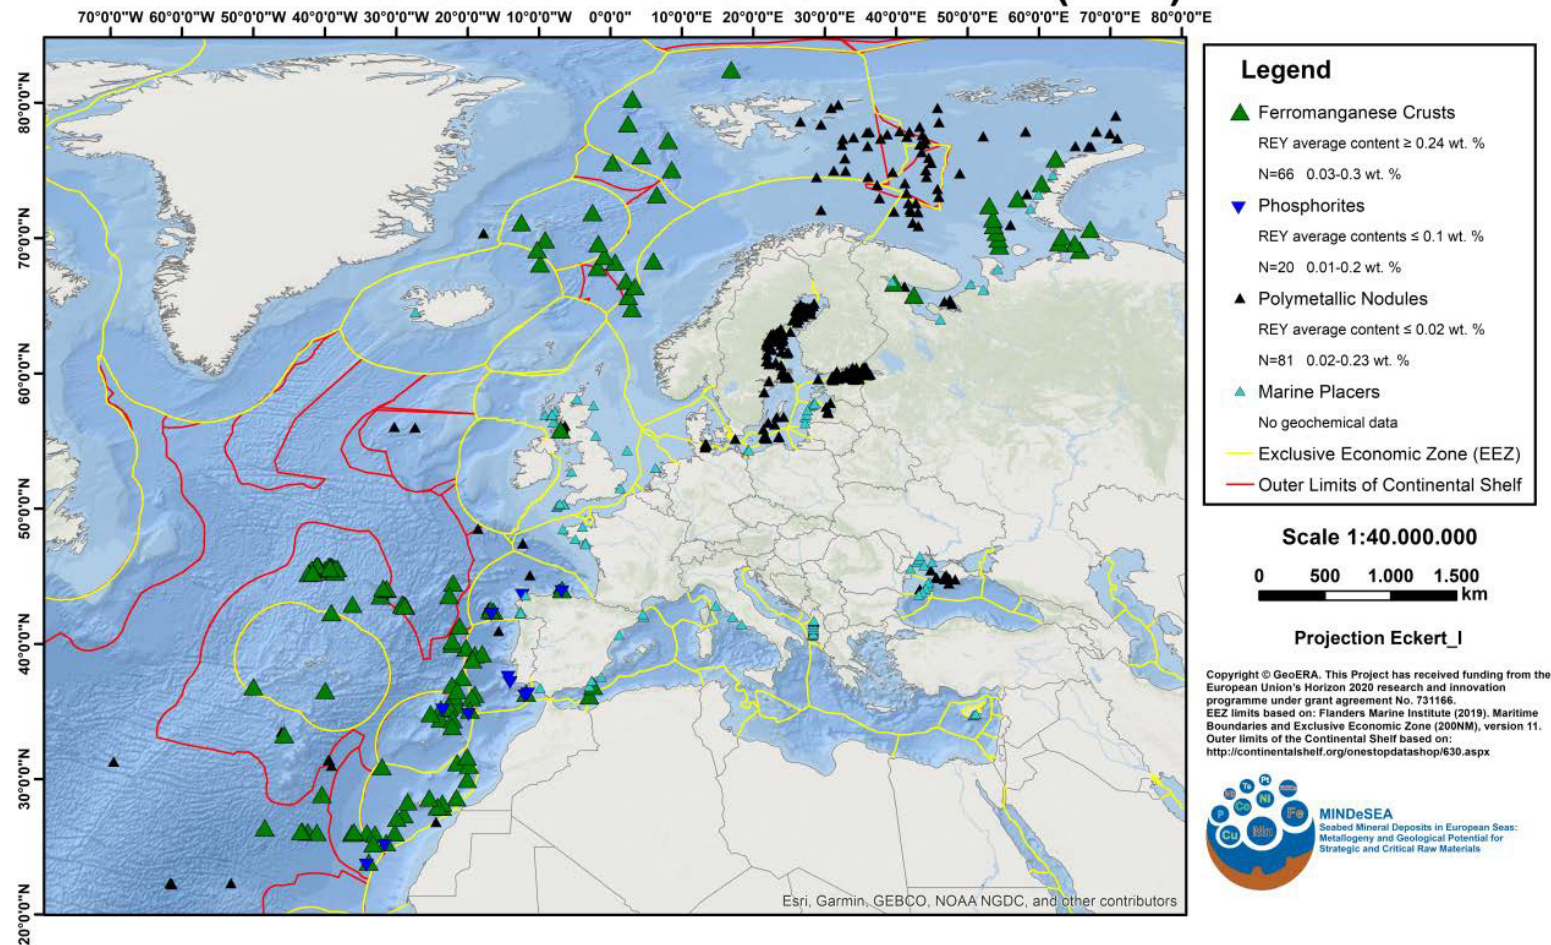 70°0'0"W 60°0'0"W 50°0'0"W 40°0'0"W 30°0'0"W 20°0'0"W 10°0'0"W 0°0'0"E 10°0'0"E 20°0'0"E 30°0'0"E 40°0'0"E 50°0'0"E 60°0'0"E 70°0'0"E 80°0'0"E
80°0'0"N
70°0'0"N
60°0'0"N
50°0'0"N
40°0'0"N
30°0'0"N
20°0'0"N
Esri, Garmin, GEBCO, NOAA NGDC, and other contributors
Legend
Ferromanganese Crusts
REY average content ≥ 0.24 wt. %
N=66 0.03-0.3 wt. %
Phosphorites
REY average contents ≤ 0.1 wt. %
N=20 0.01-0.2 wt. %
Polymetallic Nodules
REY average content ≤ 0.02 wt. %
N=81 0.02-0.23 wt. %
Marine Placers
No geochemical data
Exclusive Economic Zone (EEZ)
Outer Limits of Continental Shelf
Scale 1:40.000.000
0 500 1.000 1.500
km
Projection Eckert_I
Copyright © GeoERA. This Project has received funding from the
European Union's Horizon 2020 research and innovation
programme under grant agreement No. 731166.
EEZ limits based on: Flanders Marine Institute (2019). Maritime
Boundaries and Exclusive Economic Zone (200NM), version 11.
Outer limits of the Continental Shelf based on:
http://continentalshelf.org/onestopdatashop/630.aspx
Pt
Te
P
Co
Ni
Fe
Cu
Mn
MINDeSEA
Seabed Mineral Deposits in European Seas:
Metallogeny and Geological Potential for
Strategic and Critical Raw Materials